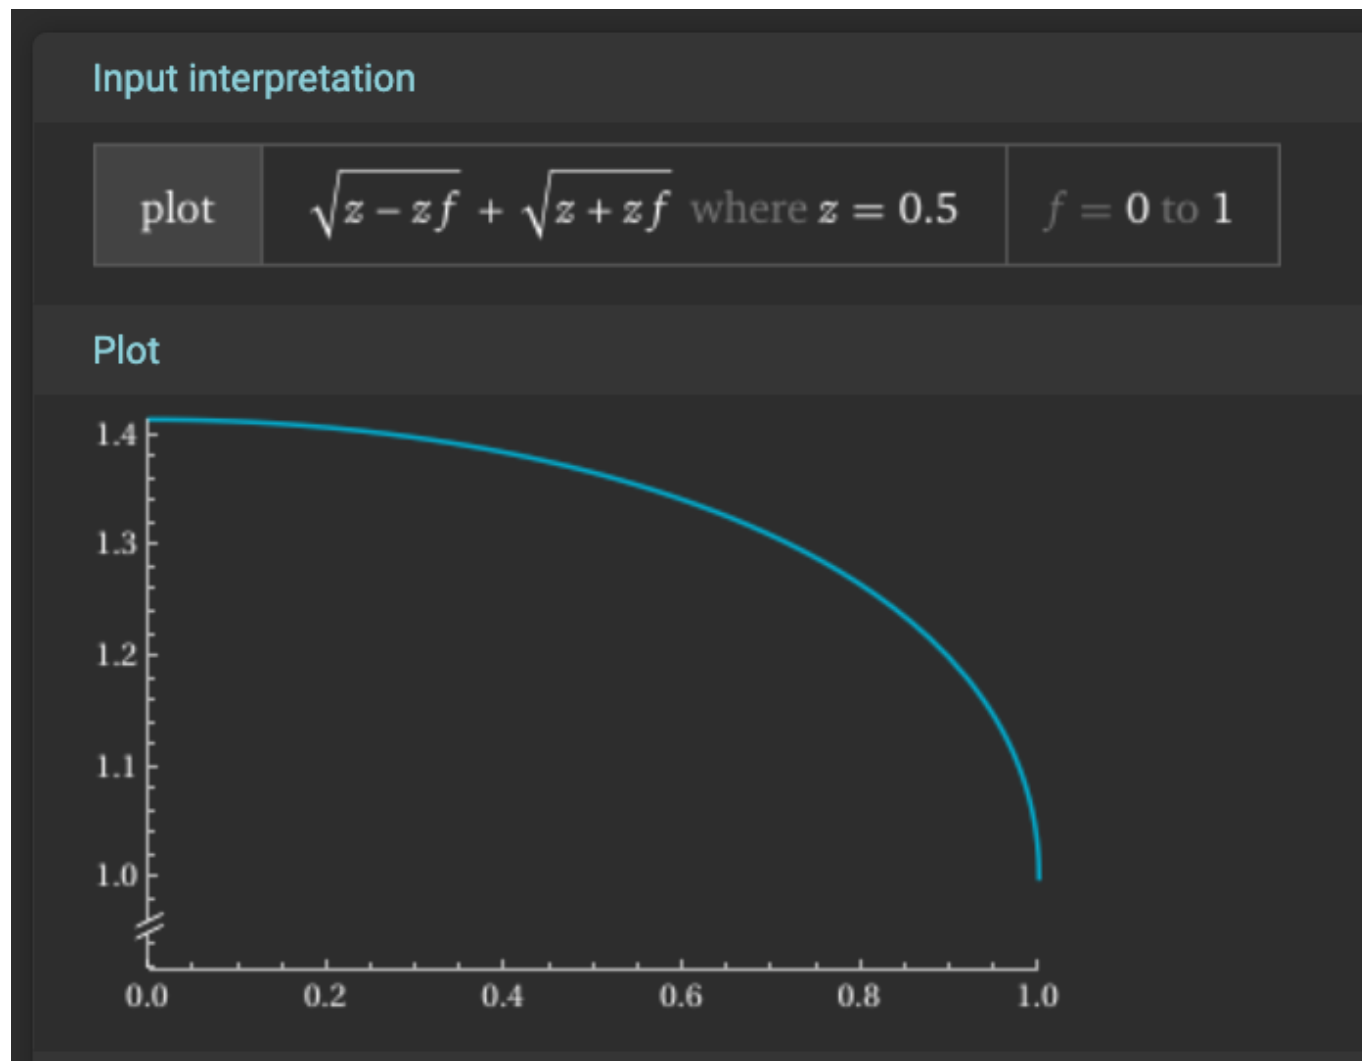 Input interpretation
plot √(z − z f) + √(z + z f) where z = 0.5 f = 0 to 1
Plot
1.4
1.3
1.2
1.1
1.0
0.0 0.2 0.4 0.6 0.8 1.0